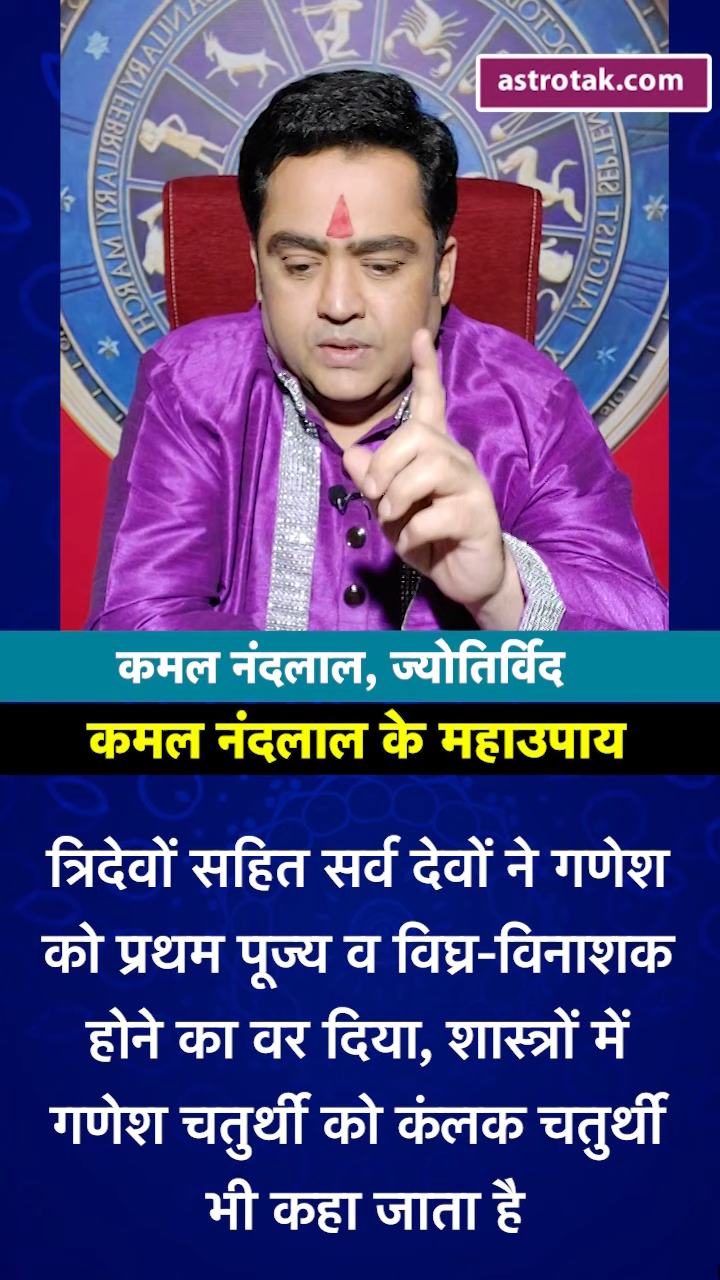 astrotak.com
कमल नंदलाल, ज्योतिर्विद
कमल नंदलाल के महाउपाय
त्रिदेवों सहित सर्व देवों ने गणेश
को प्रथम पूज्य व विघ्र-विनाशक
होने का वर दिया, शास्त्रों में
गणेश चतुर्थी को कंलक चतुर्थी
भी कहा जाता है